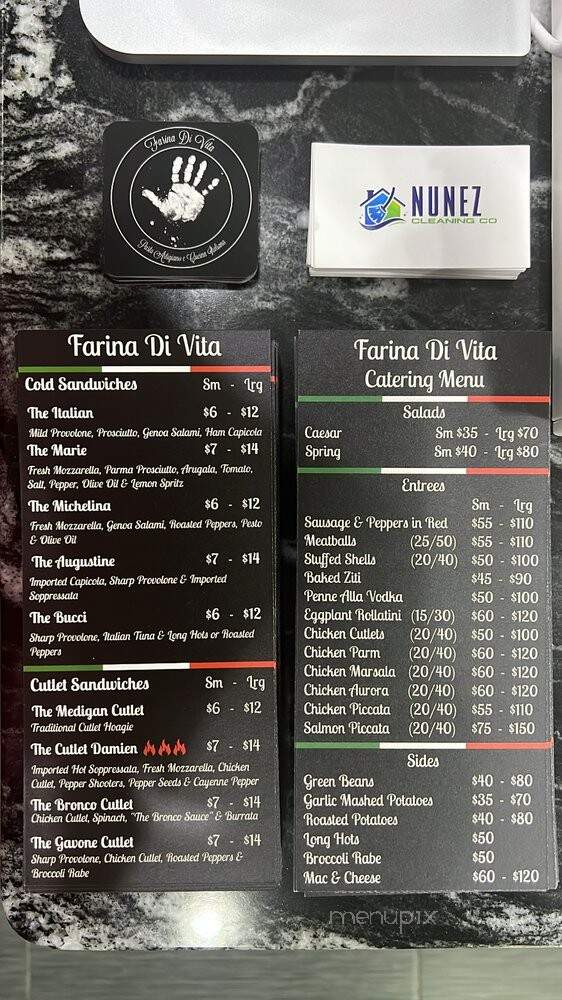 Farina Di Vita
Pasta Artigiano e Cucina Italiana
NUNEZ
CLEANING CO
Farina Di Vita
Cold Sandwiches Sm - Lrg
The Italian $6 - $12
Mild Provolone, Prosciutto, Genoa Salami, Ham Capicola
The Marie $7 - $14
Fresh Mozzarella, Parma Prosciutto, Arugala, Tomato,
Salt, Pepper, Olive Oil & Lemon Spritz
The Michelina $6 - $12
Fresh Mozzarella, Genoa Salami, Roasted Peppers, Pesto
& Olive Oil
The Augustine $7 - $14
Imported Capicola, Sharp Provolone & Imported
Soppressata
The Bucci $6 - $12
Sharp Provolone, Italian Tuna & Long Hots or Roasted
Peppers
Cutlet Sandwiches Sm - Lrg
The Medigan Cutlet $6 - $12
Traditional Cutlet Hoagie
The Cutlet Damien $7 - $14
Imported Hot Soppressata, Fresh Mozzarella, Chicken
Cutlet, Pepper Shooters, Pepper Seeds & Cayenne Pepper
The Bronco Cutlet $7 - $14
Chicken Cutlet, Spinach, "The Bronco Sauce" & Burrata
The Gavone Cutlet $7 - $14
Sharp Provolone, Chicken Cutlet, Roasted Peppers &
Broccoli Rabe
Farina Di Vita
Catering Menu
Salads
Caesar Sm $35 - Lrg $70
Spring Sm $40 - Lrg $80
Entrees
Sm - Lrg
Sausage & Peppers in Red $55 - $110
Meatballs (25/50) $55 - $110
Stuffed Shells (20/40) $50 - $100
Baked Ziti $45 - $90
Penne Alla Vodka $50 - $100
Eggplant Rollatini (15/30) $60 - $120
Chicken Cutlets (20/40) $50 - $100
Chicken Parm (20/40) $60 - $120
Chicken Marsala (20/40) $60 - $120
Chicken Aurora (20/40) $60 - $120
Chicken Piccata (20/40) $55 - $110
Salmon Piccata (20/40) $75 - $150
Sides
Green Beans $40 - $80
Garlic Mashed Potatoes $35 - $70
Roasted Potatoes $40 - $80
Long Hots $50
Broccoli Rabe $50
Mac & Cheese $60 - $120
menupix